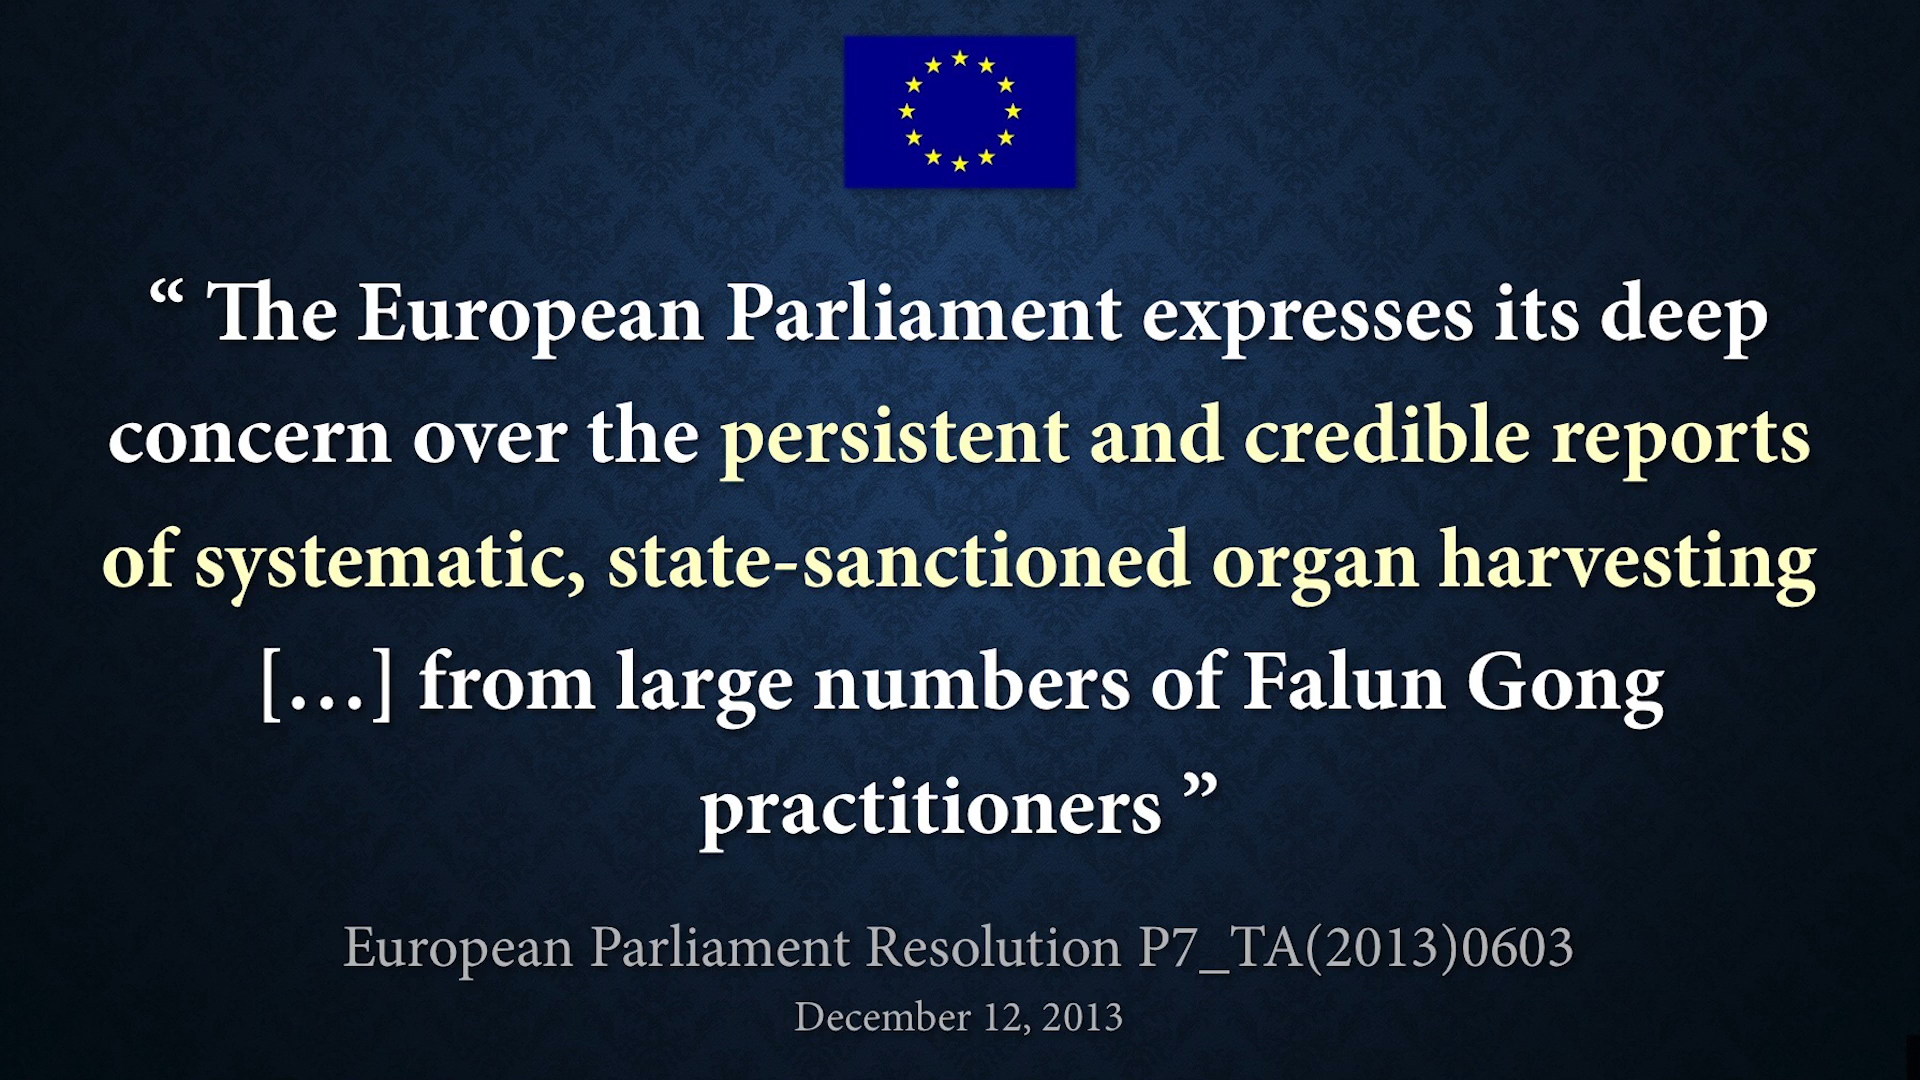 “ The European Parliament expresses its deep
concern over the persistent and credible reports
of systematic, state-sanctioned organ harvesting
[…] from large numbers of Falun Gong
practitioners ”
European Parliament Resolution P7_TA(2013)0603
December 12, 2013